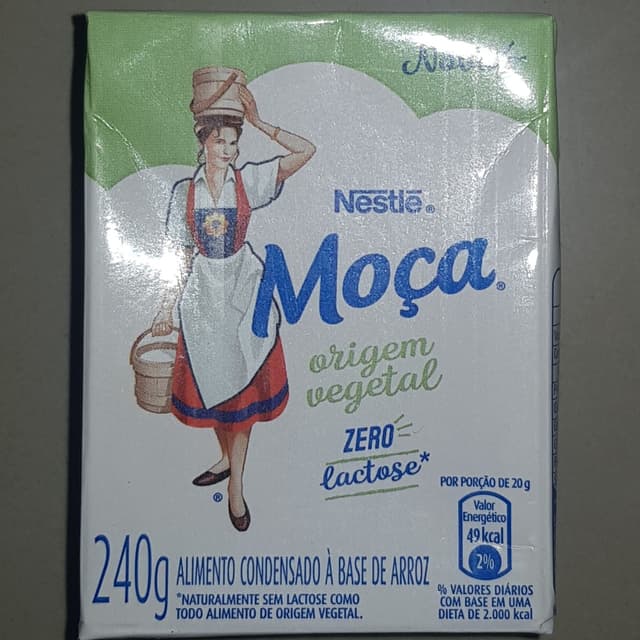 Nestlé®
Moça®
origem
vegetal
ZERO
lactose*
POR PORÇÃO DE 20g
Valor
Energético
49 kcal
2%
% VALORES DIÁRIOS
COM BASE EM UMA
DIETA DE 2.000 kcal
®
240g ALIMENTO CONDENSADO À BASE DE ARROZ
*NATURALMENTE SEM LACTOSE COMO
TODO ALIMENTO DE ORIGEM VEGETAL.